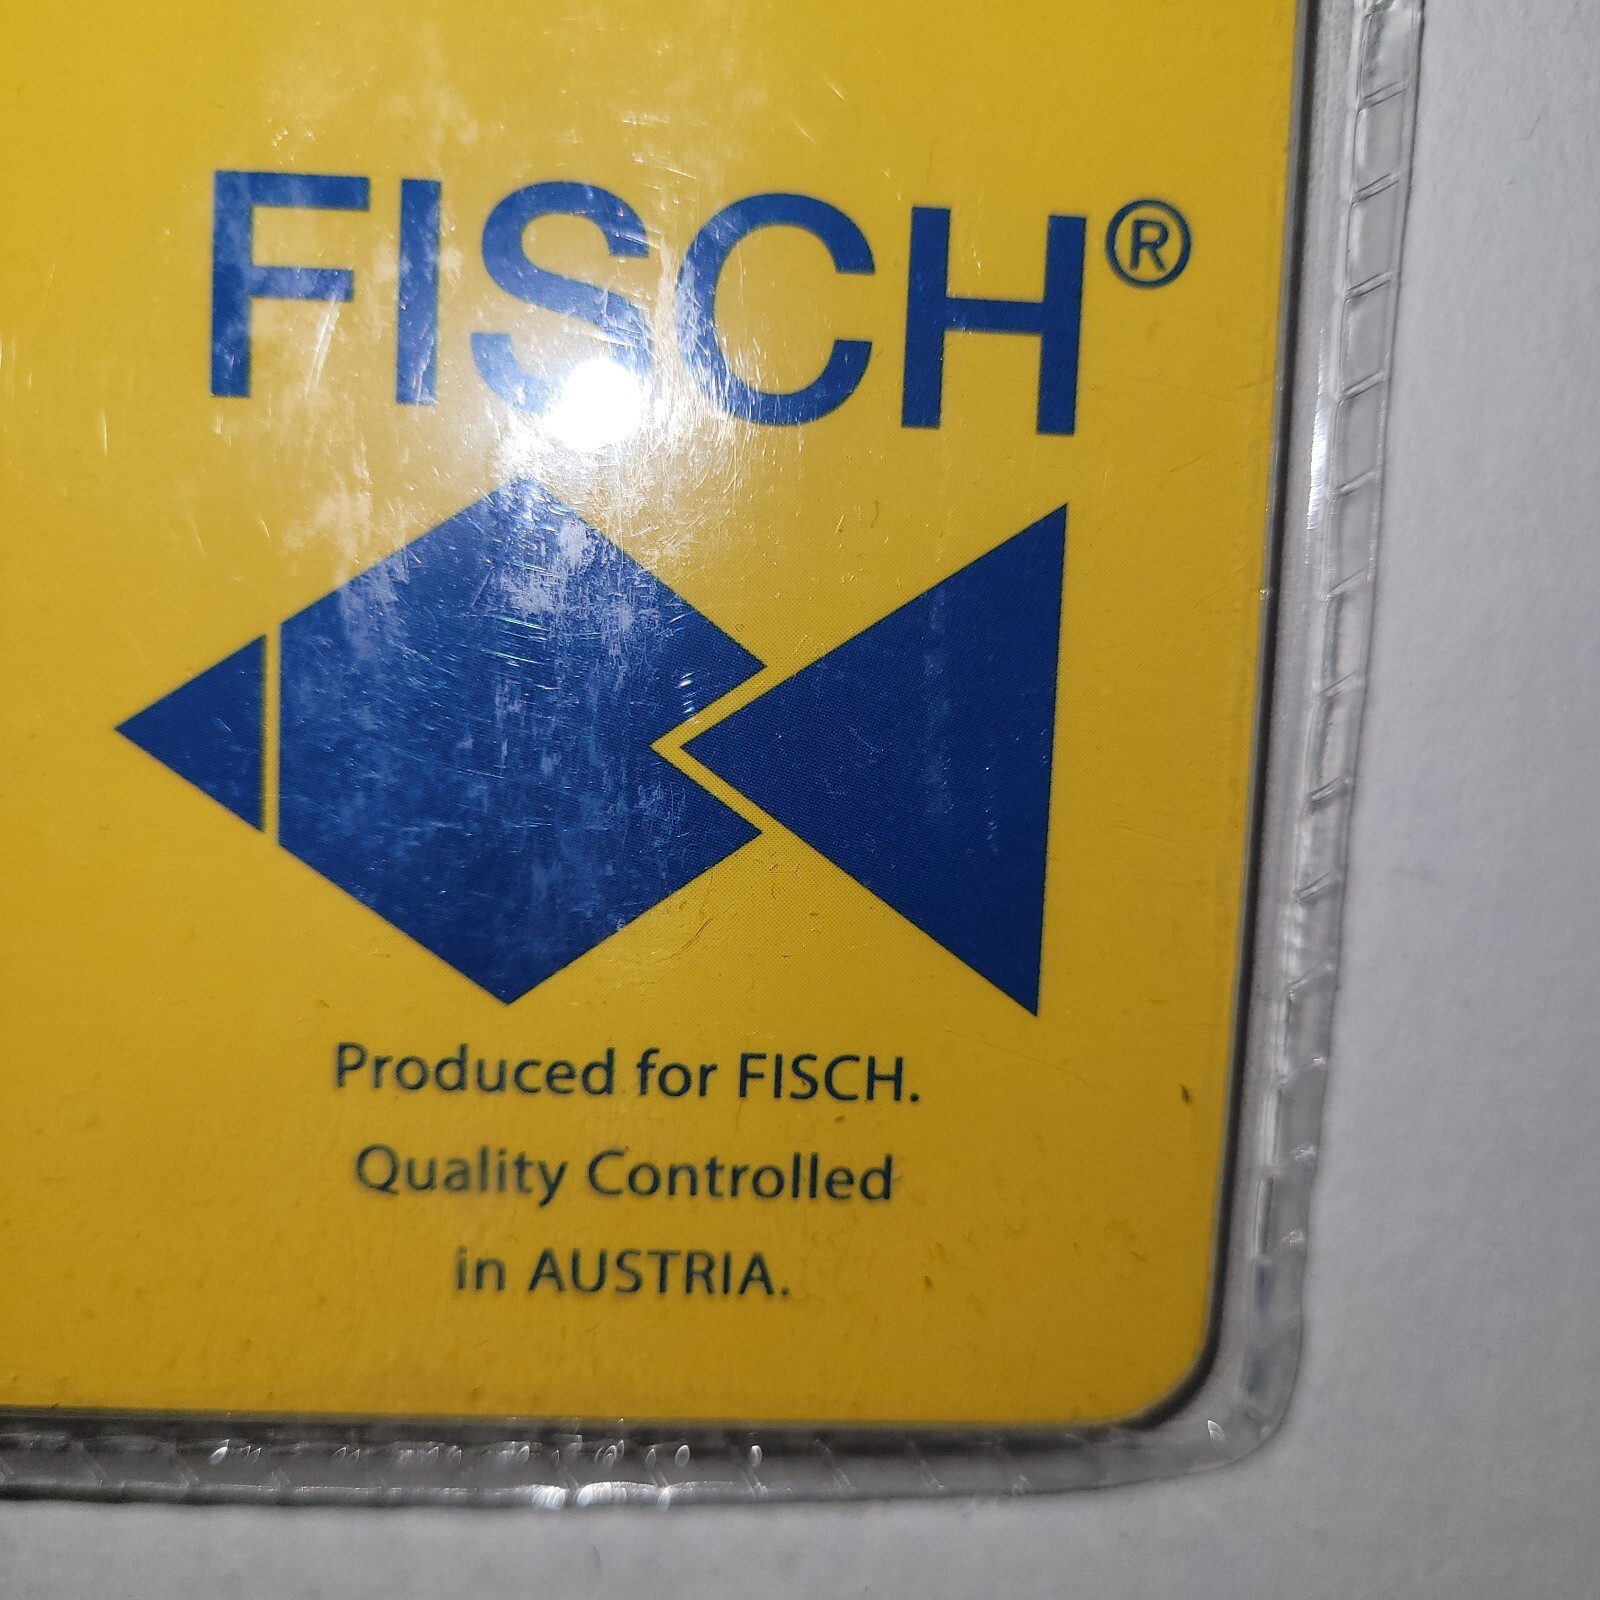 FISCH®
Produced for FISCH.
Quality Controlled
in AUSTRIA.